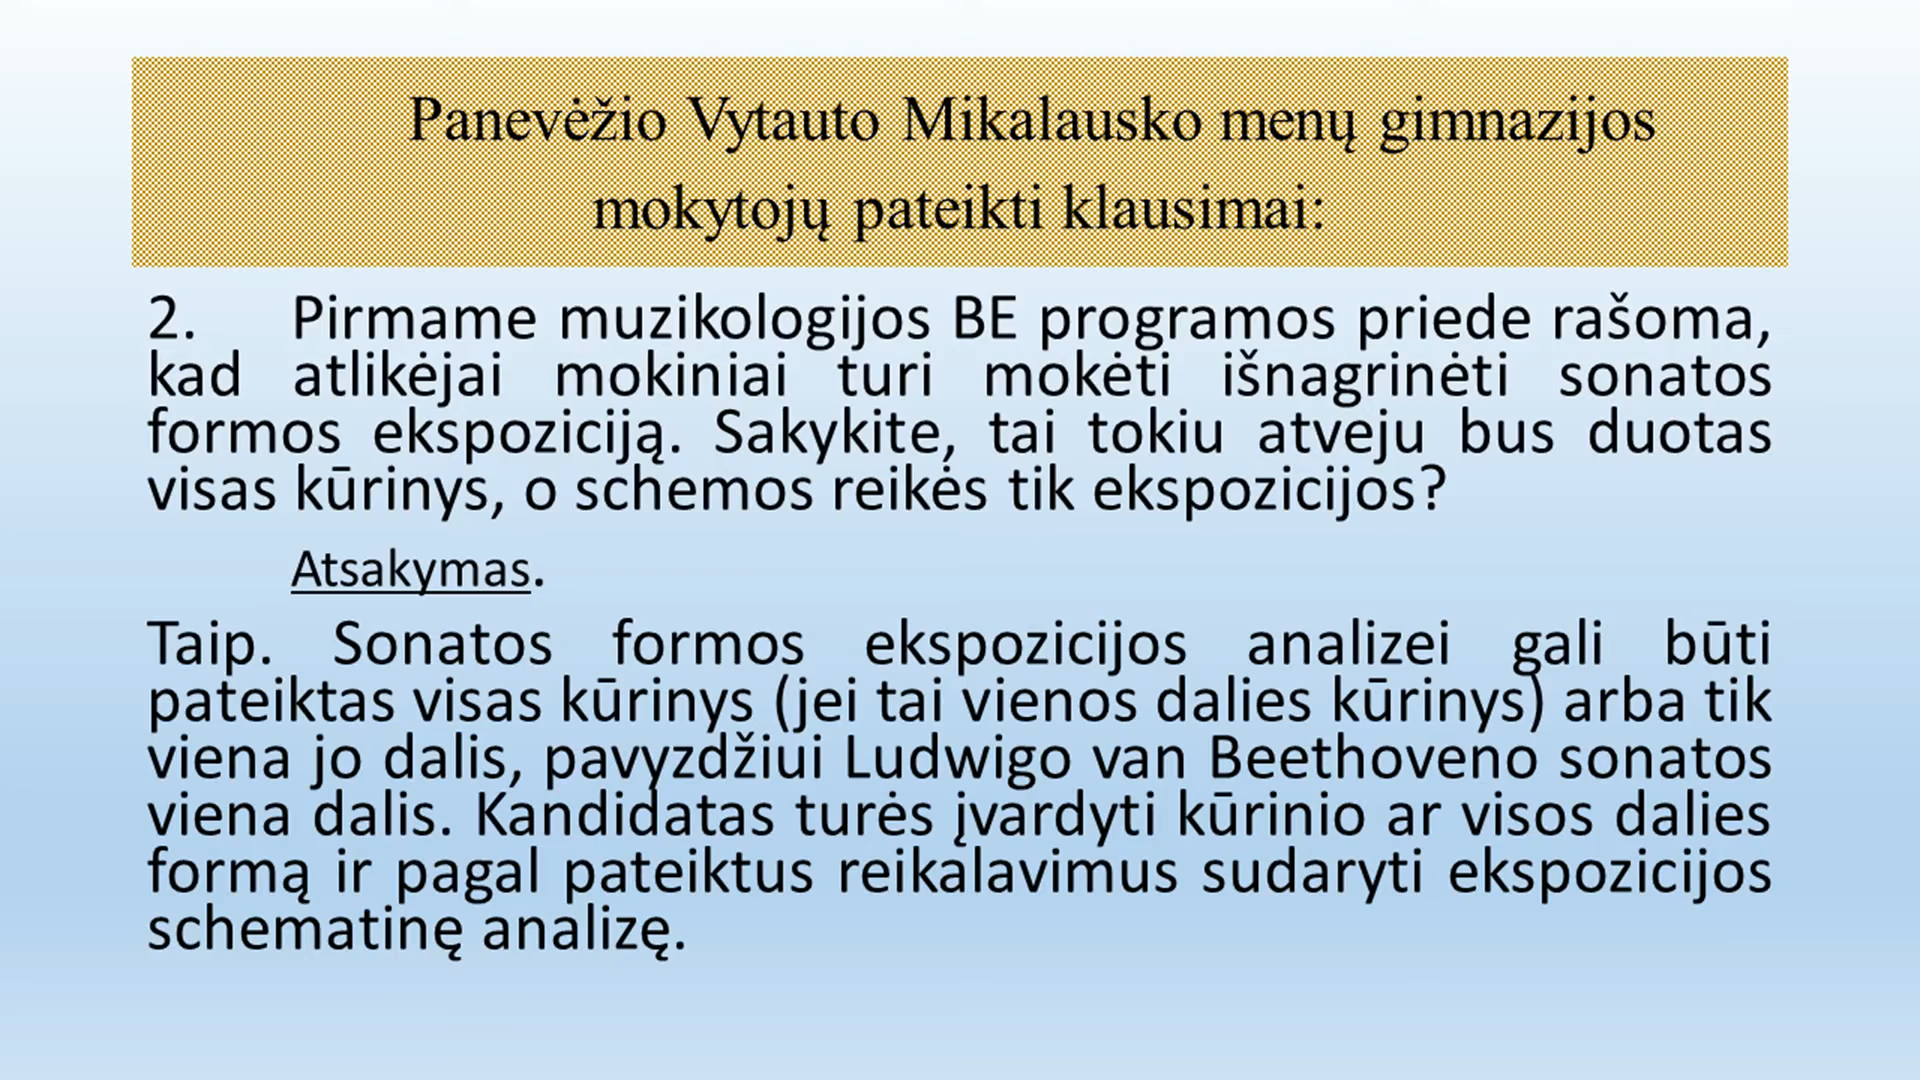 Panevėžio Vytauto Mikalausko menų gimnazijos
mokytojų pateikti klausimai:
2. Pirmame muzikologijos BE programos priede rašoma,
kad atlikėjai mokiniai turi mokėti išnagrinėti sonatos
formos ekspoziciją. Sakykite, tai tokiu atveju bus duotas
visas kūrinys, o schemos reikės tik ekspozicijos?
Atsakymas.
Taip. Sonatos formos ekspozicijos analizei gali būti
pateiktas visas kūrinys (jei tai vienos dalies kūrinys) arba tik
viena jo dalis, pavyzdžiui Ludwigo van Beethoveno sonatos
viena dalis. Kandidatas turės įvardyti kūrinio ar visos dalies
formą ir pagal pateiktus reikalavimus sudaryti ekspozicijos
schematinę analizę.